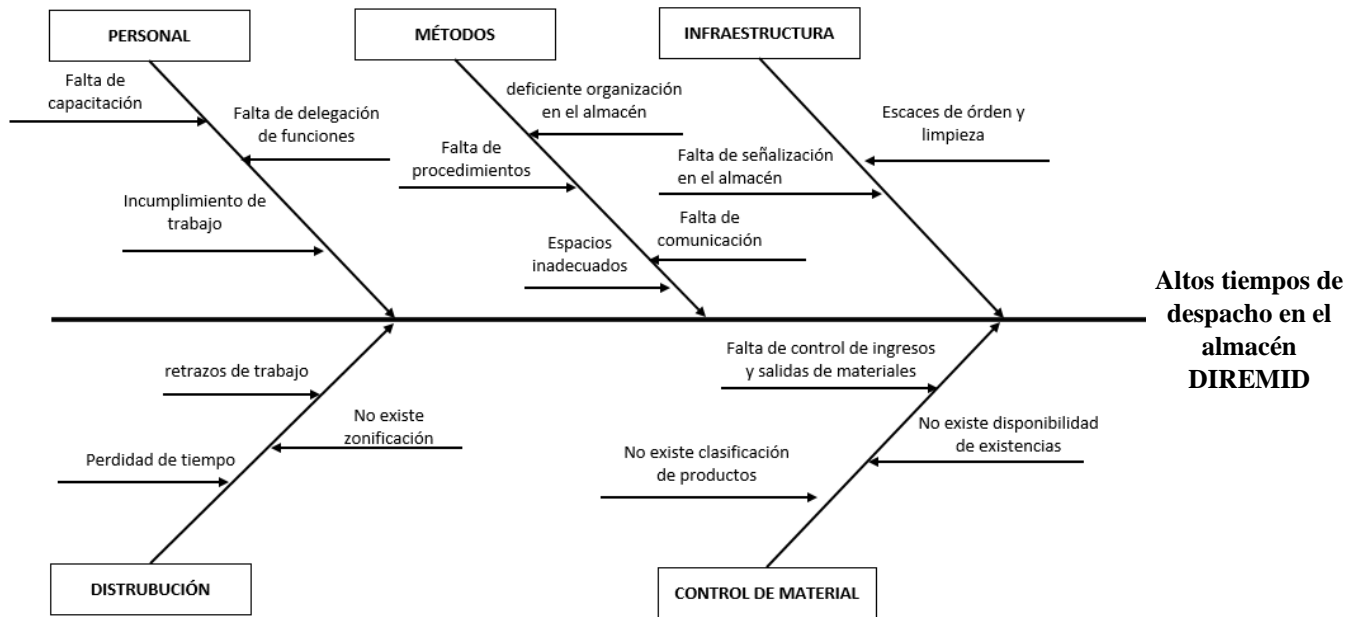 PERSONAL
MÉTODOS
INFRAESTRUCTURA
Falta de
capacitación
Falta de delegación
de funciones
Incumplimiento de
trabajo
deficiente organización
en el almacén
Falta de
procedimientos
Falta de
comunicación
Espacios
inadecuados
Escaces de órden y
limpieza
Falta de señalización
en el almacén
Altos tiempos de
despacho en el
almacén
DIREMID
retrazos de trabajo
No existe
zonificación
Perdidad de tiempo
Falta de control de ingresos
y salidas de materiales
No existe disponibilidad
de existencias
No existe clasificación
de productos
DISTRUBUCIÓN
CONTROL DE MATERIAL